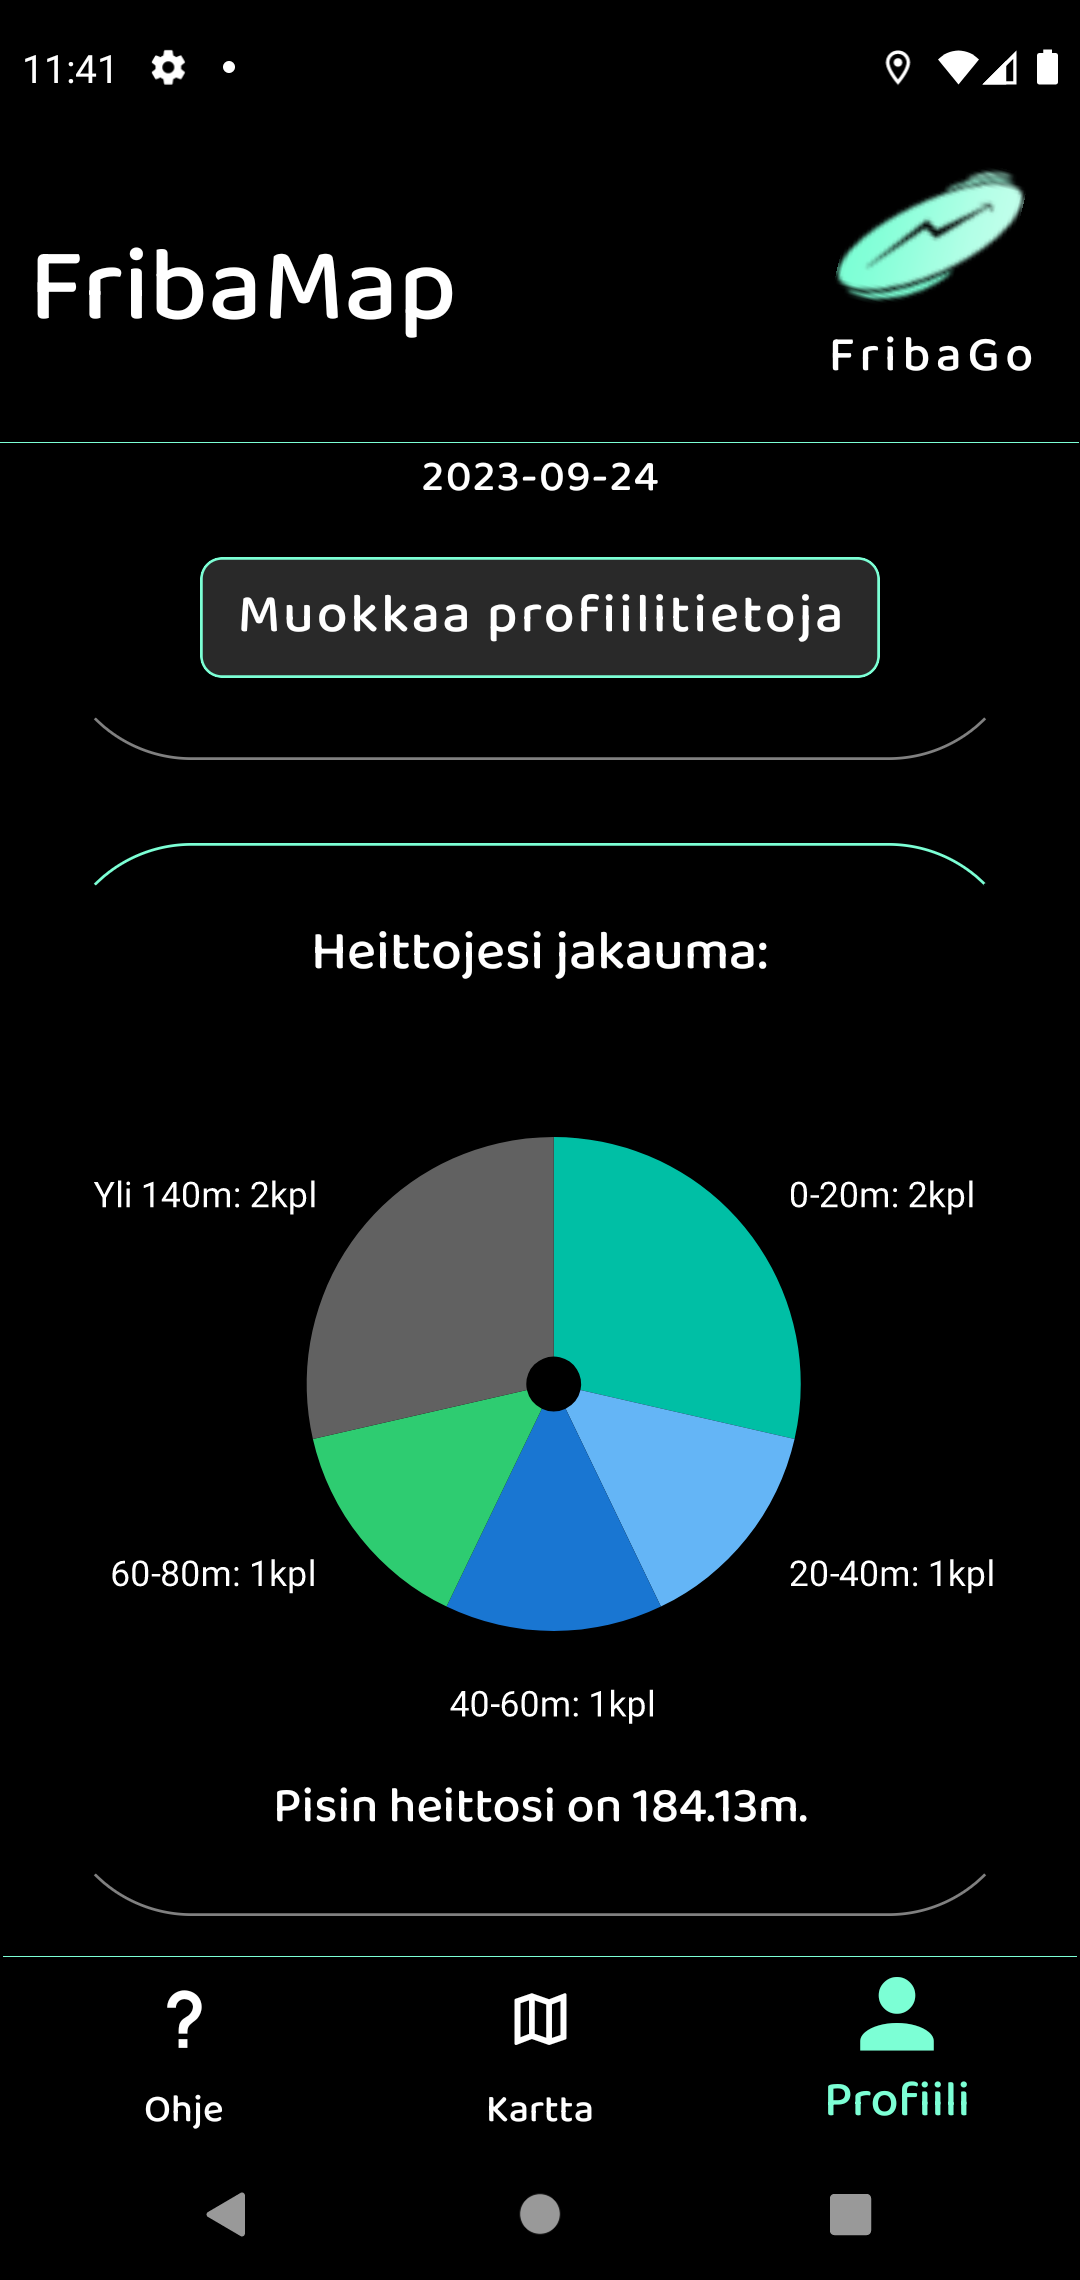 11:41
FribaMap
FribaGo
2023-09-24
Muokkaa profiilitietoja
Heittojesi jakauma:
Yli 140m: 2kpl
0-20m: 2kpl
60-80m: 1kpl
20-40m: 1kpl
40-60m: 1kpl
Pisin heittosi on 184.13m.
Ohje
Kartta
Profiili